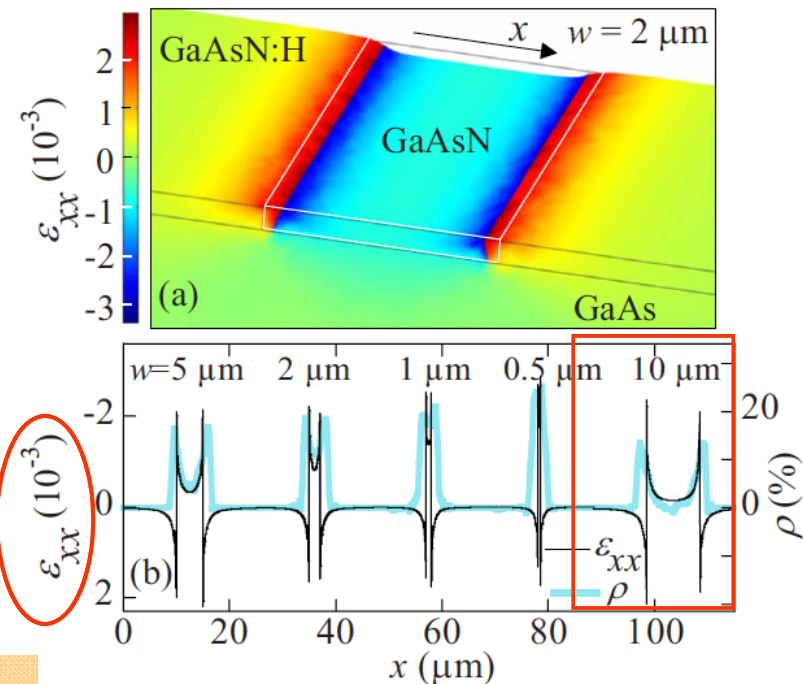 GaAsN:H
x
w = 2 μm
GaAsN
GaAs
(a)
2
1
0
-1
-2
-3
εxx (10⁻³)
w=5 μm
2 μm
1 μm
0.5 μm
10 μm
-2
0
2
εxx (10⁻³)
20
0
ρ (%)
(b)
εxx
ρ
0
20
40
60
80
100
x (μm)